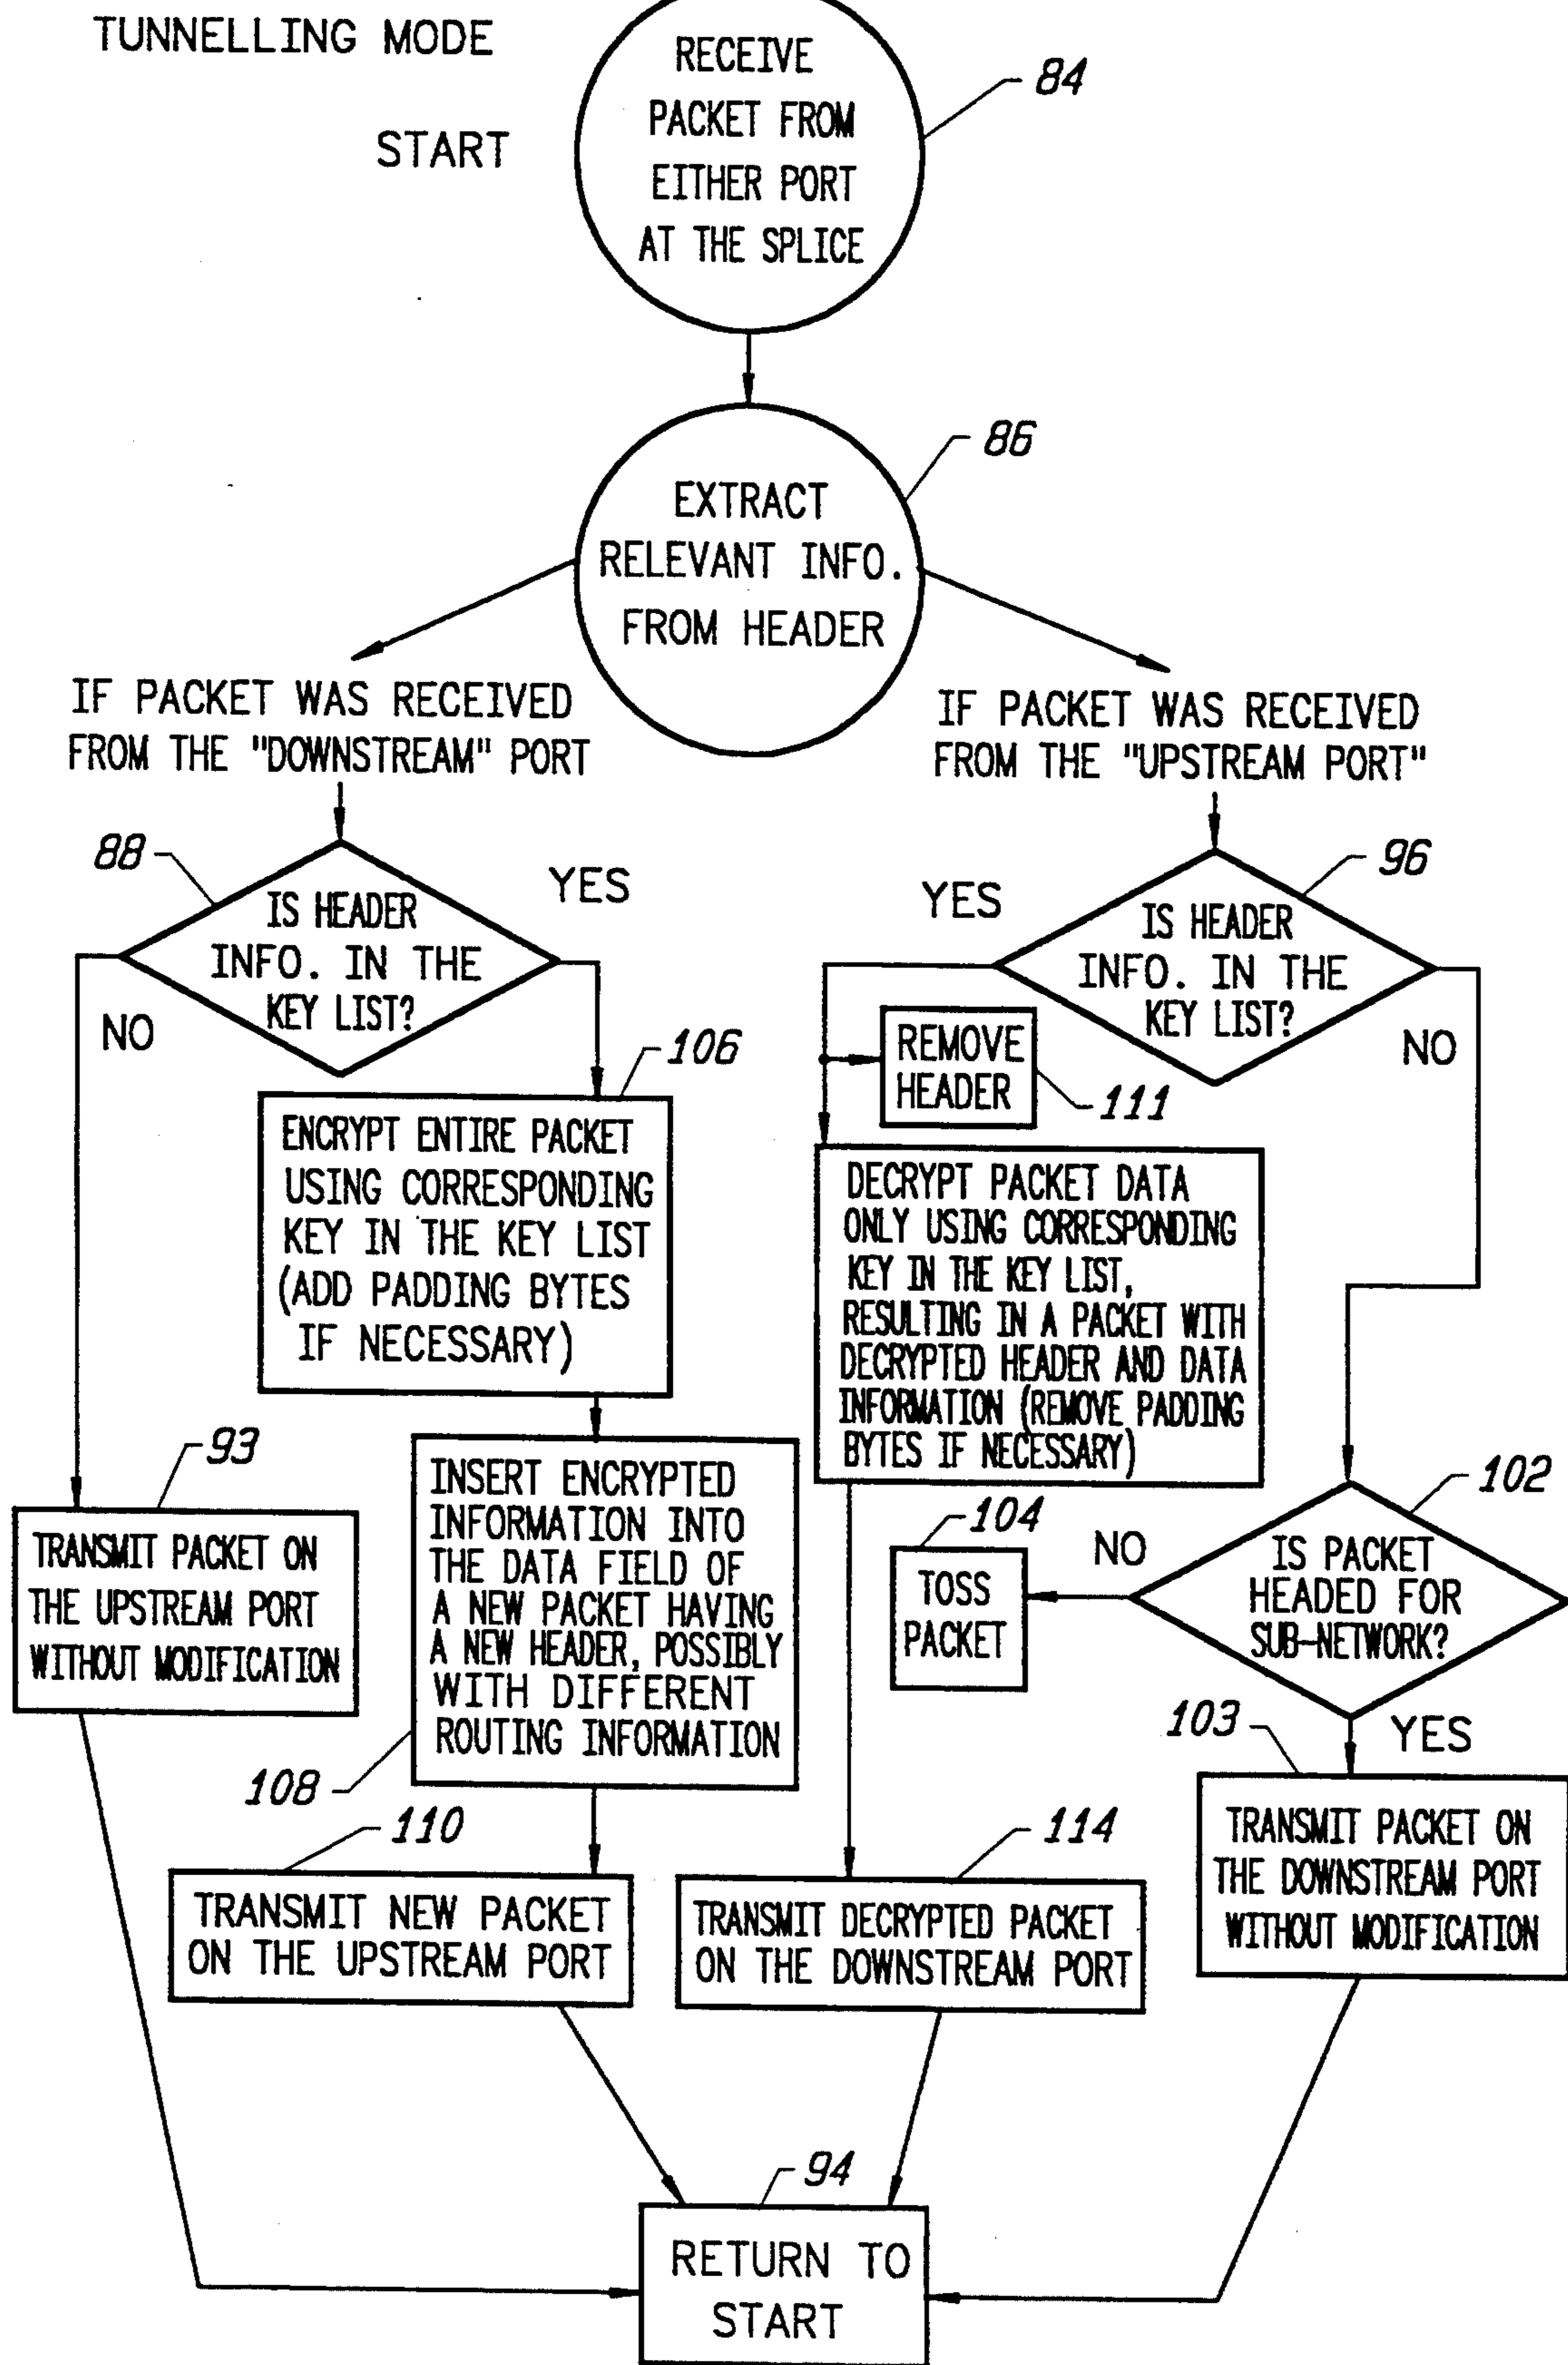 TUNNELLING MODE
START
RECEIVE
PACKET FROM
EITHER PORT
AT THE SPLICE
84
EXTRACT
RELEVANT INFO.
FROM HEADER
86
IF PACKET WAS RECEIVED
FROM THE "DOWNSTREAM" PORT
IF PACKET WAS RECEIVED
FROM THE "UPSTREAM PORT"
88
IS HEADER
INFO. IN THE
KEY LIST?
YES
NO
96
YES
IS HEADER
INFO. IN THE
KEY LIST?
NO
106
ENCRYPT ENTIRE PACKET
USING CORRESPONDING
KEY IN THE KEY LIST
(ADD PADDING BYTES
IF NECESSARY)
REMOVE
HEADER
111
DECRYPT PACKET DATA
ONLY USING CORRESPONDING
KEY IN THE KEY LIST,
RESULTING IN A PACKET WITH
DECRYPTED HEADER AND DATA
INFORMATION (REMOVE PADDING
BYTES IF NECESSARY)
93
TRANSMIT PACKET ON
THE UPSTREAM PORT
WITHOUT MODIFICATION
INSERT ENCRYPTED
INFORMATION INTO
THE DATA FIELD OF
A NEW PACKET HAVING
A NEW HEADER, POSSIBLY
WITH DIFFERENT
ROUTING INFORMATION
108
104
TOSS
PACKET
NO
102
IS PACKET
HEADED FOR
SUB-NETWORK?
YES
103
TRANSMIT PACKET ON
THE DOWNSTREAM PORT
WITHOUT MODIFICATION
110
TRANSMIT NEW PACKET
ON THE UPSTREAM PORT
114
TRANSMIT DECRYPTED PACKET
ON THE DOWNSTREAM PORT
94
RETURN TO
START